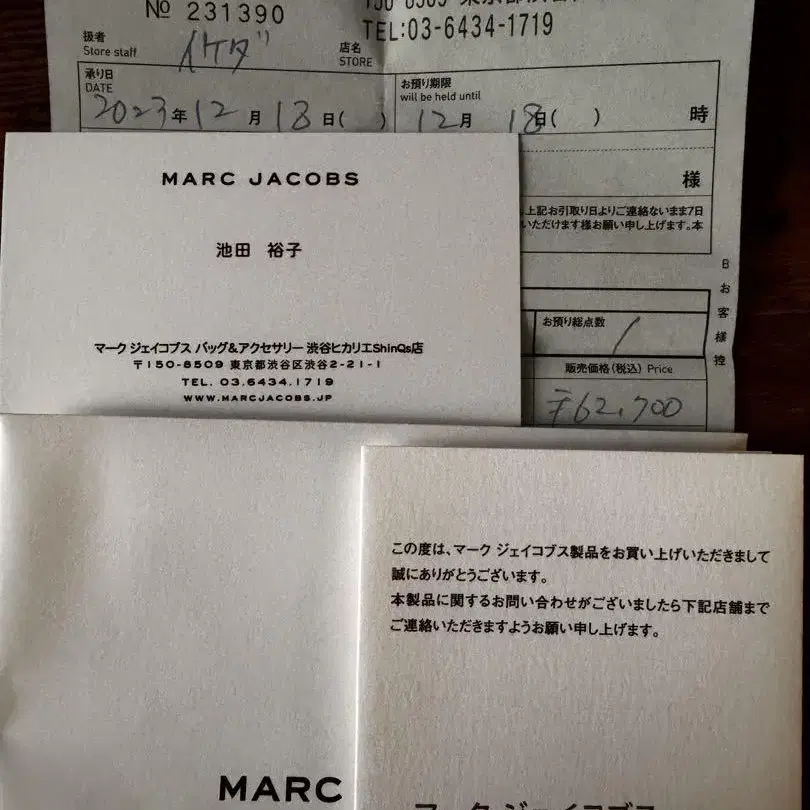 № 231390
TEL:03-6434-1719
扱者
Store staff
イケダ
店名
STORE
承り日
DATE
2023年12月13日( )
お預り期限
will be held until
12月18日( ) 時
様
上記お引取り日よりご連絡ないまま7日
いただけます様お願い申し上げます。本
日お客様控
お預り総点数
1
販売価格(税込) Price
¥62,700
MARC JACOBS
池田 裕子
マーク ジェイコブス バッグ&アクセサリー 渋谷ヒカリエShinQs店
〒150-8509 東京都渋谷区渋谷2-21-1
TEL. 03.6434.1719
WWW.MARCJACOBS.JP
この度は、マーク ジェイコブス製品をお買い上げいただきまして
誠にありがとうございます。
本製品に関するお問い合わせがございましたら下記店舗まで
ご連絡いただきますようお願い申し上げます。
MARC
マーク ジェイコブス